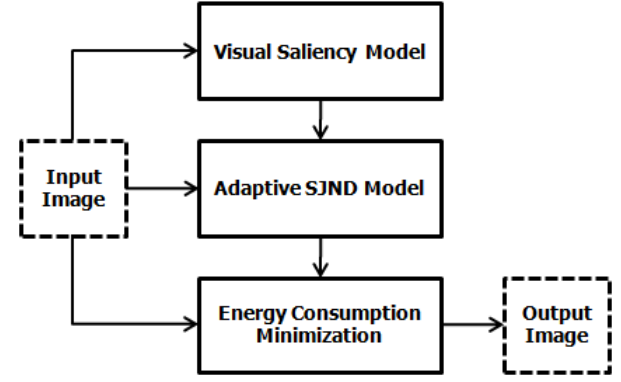 Visual Saliency Model
Input
Image
Adaptive SJND Model
Energy Consumption
Minimization
Output
Image